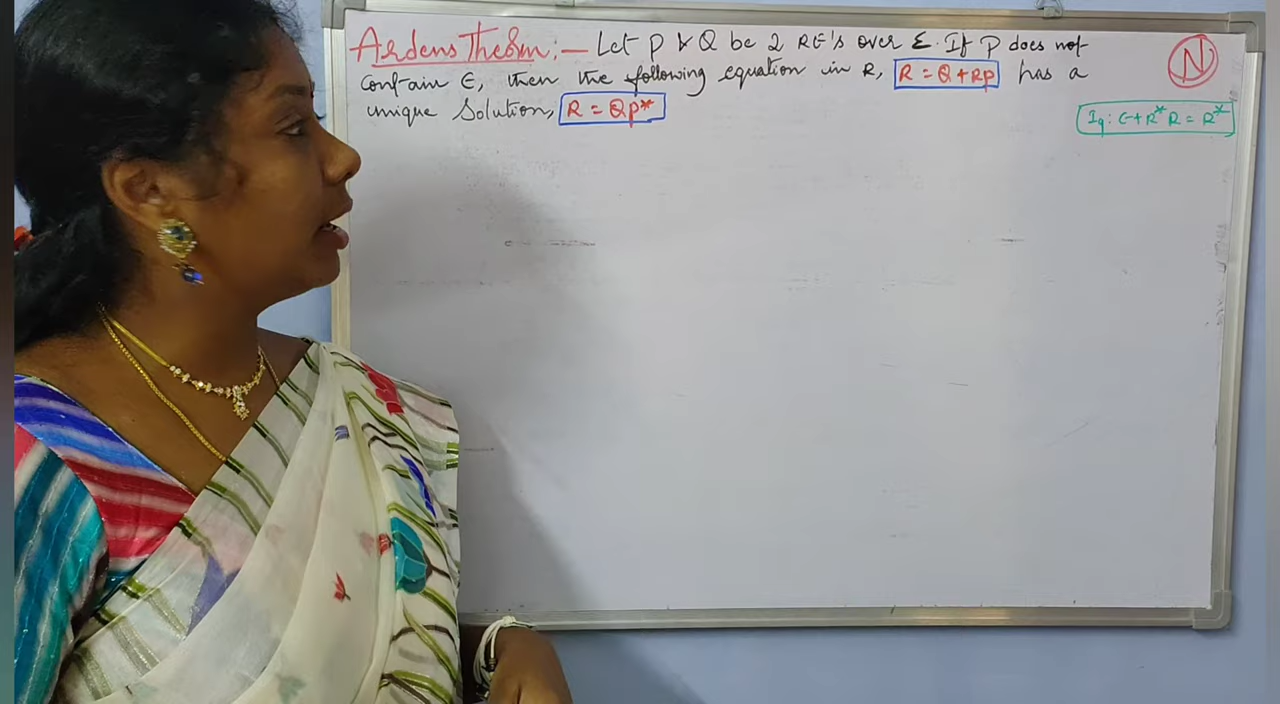 Ardens Theorm:- Let P & Q be 2 RE's over Σ. If P does not
contain ϵ, then the following equation in R, R = Q + RP has a
unique Solution, R = QP*
N
I₉: ϵ + R* R = R*